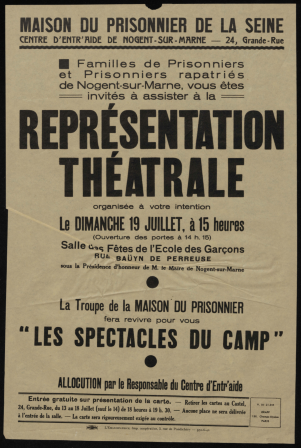 MAISON DU PRISONNIER DE LA SEINE
CENTRE D'ENTR'AIDE DE NOGENT-SUR-MARNE — 24, Grande-Rue
Familles de Prisonniers
et Prisonniers rapatriés
de Nogent-sur-Marne, vous êtes
invités à assister à la
REPRÉSENTATION
THÉATRALE
organisée à votre intention
Le DIMANCHE 19 JUILLET, à 15 heures
(Ouverture des portes à 14 h. 15)
Salle des Fêtes de l'Ecole des Garçons
RUE BAÜYN DE PERREUSE
sous la Présidence d'honneur de M. le Maire de Nogent-sur-Marne
La Troupe de la MAISON DU PRISONNIER
fera revivre pour vous
"LES SPECTACLES DU CAMP"
ALLOCUTION par le Responsable du Centre d'Entr'aide
Entrée gratuite sur présentation de la carte. — Retirer les cartes au Centre,
24, Grande-Rue, du 13 au 18 Juillet (sauf le 14) de 15 heures à 19 h. 30. — Aucune place ne sera délivrée
à l'entrée de la salle. — La carte sera rigoureusement exigée au contrôle.